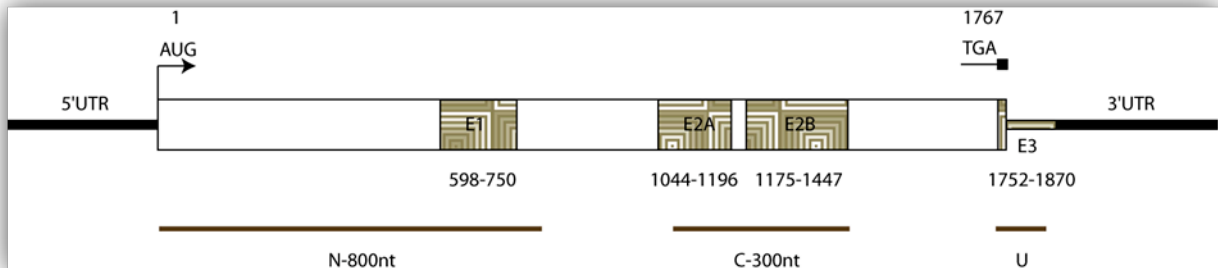 1 1767
AUG TGA
5'UTR 3'UTR
E1 E2A E2B
E3
598-750 1044-1196 1175-1447 1752-1870
N-800nt C-300nt U